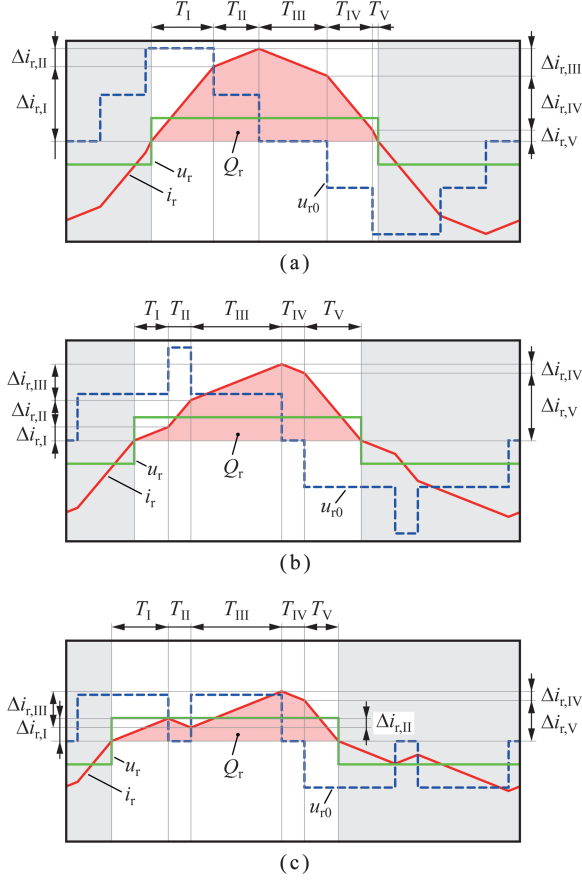 T_I T_II T_III T_IV T_V
Δi_r,II Δi_r,III
Δi_r,I Δi_r,IV
Δi_r,V
u_r Q_r
i_r u_r0
(a)
T_I T_II T_III T_IV T_V
Δi_r,III Δi_r,IV
Δi_r,II Δi_r,V
Δi_r,I
u_r Q_r
i_r u_r0
(b)
T_I T_II T_III T_IV T_V
Δi_r,III Δi_r,IV
Δi_r,I Δi_r,II Δi_r,V
u_r Q_r
i_r u_r0
(c)